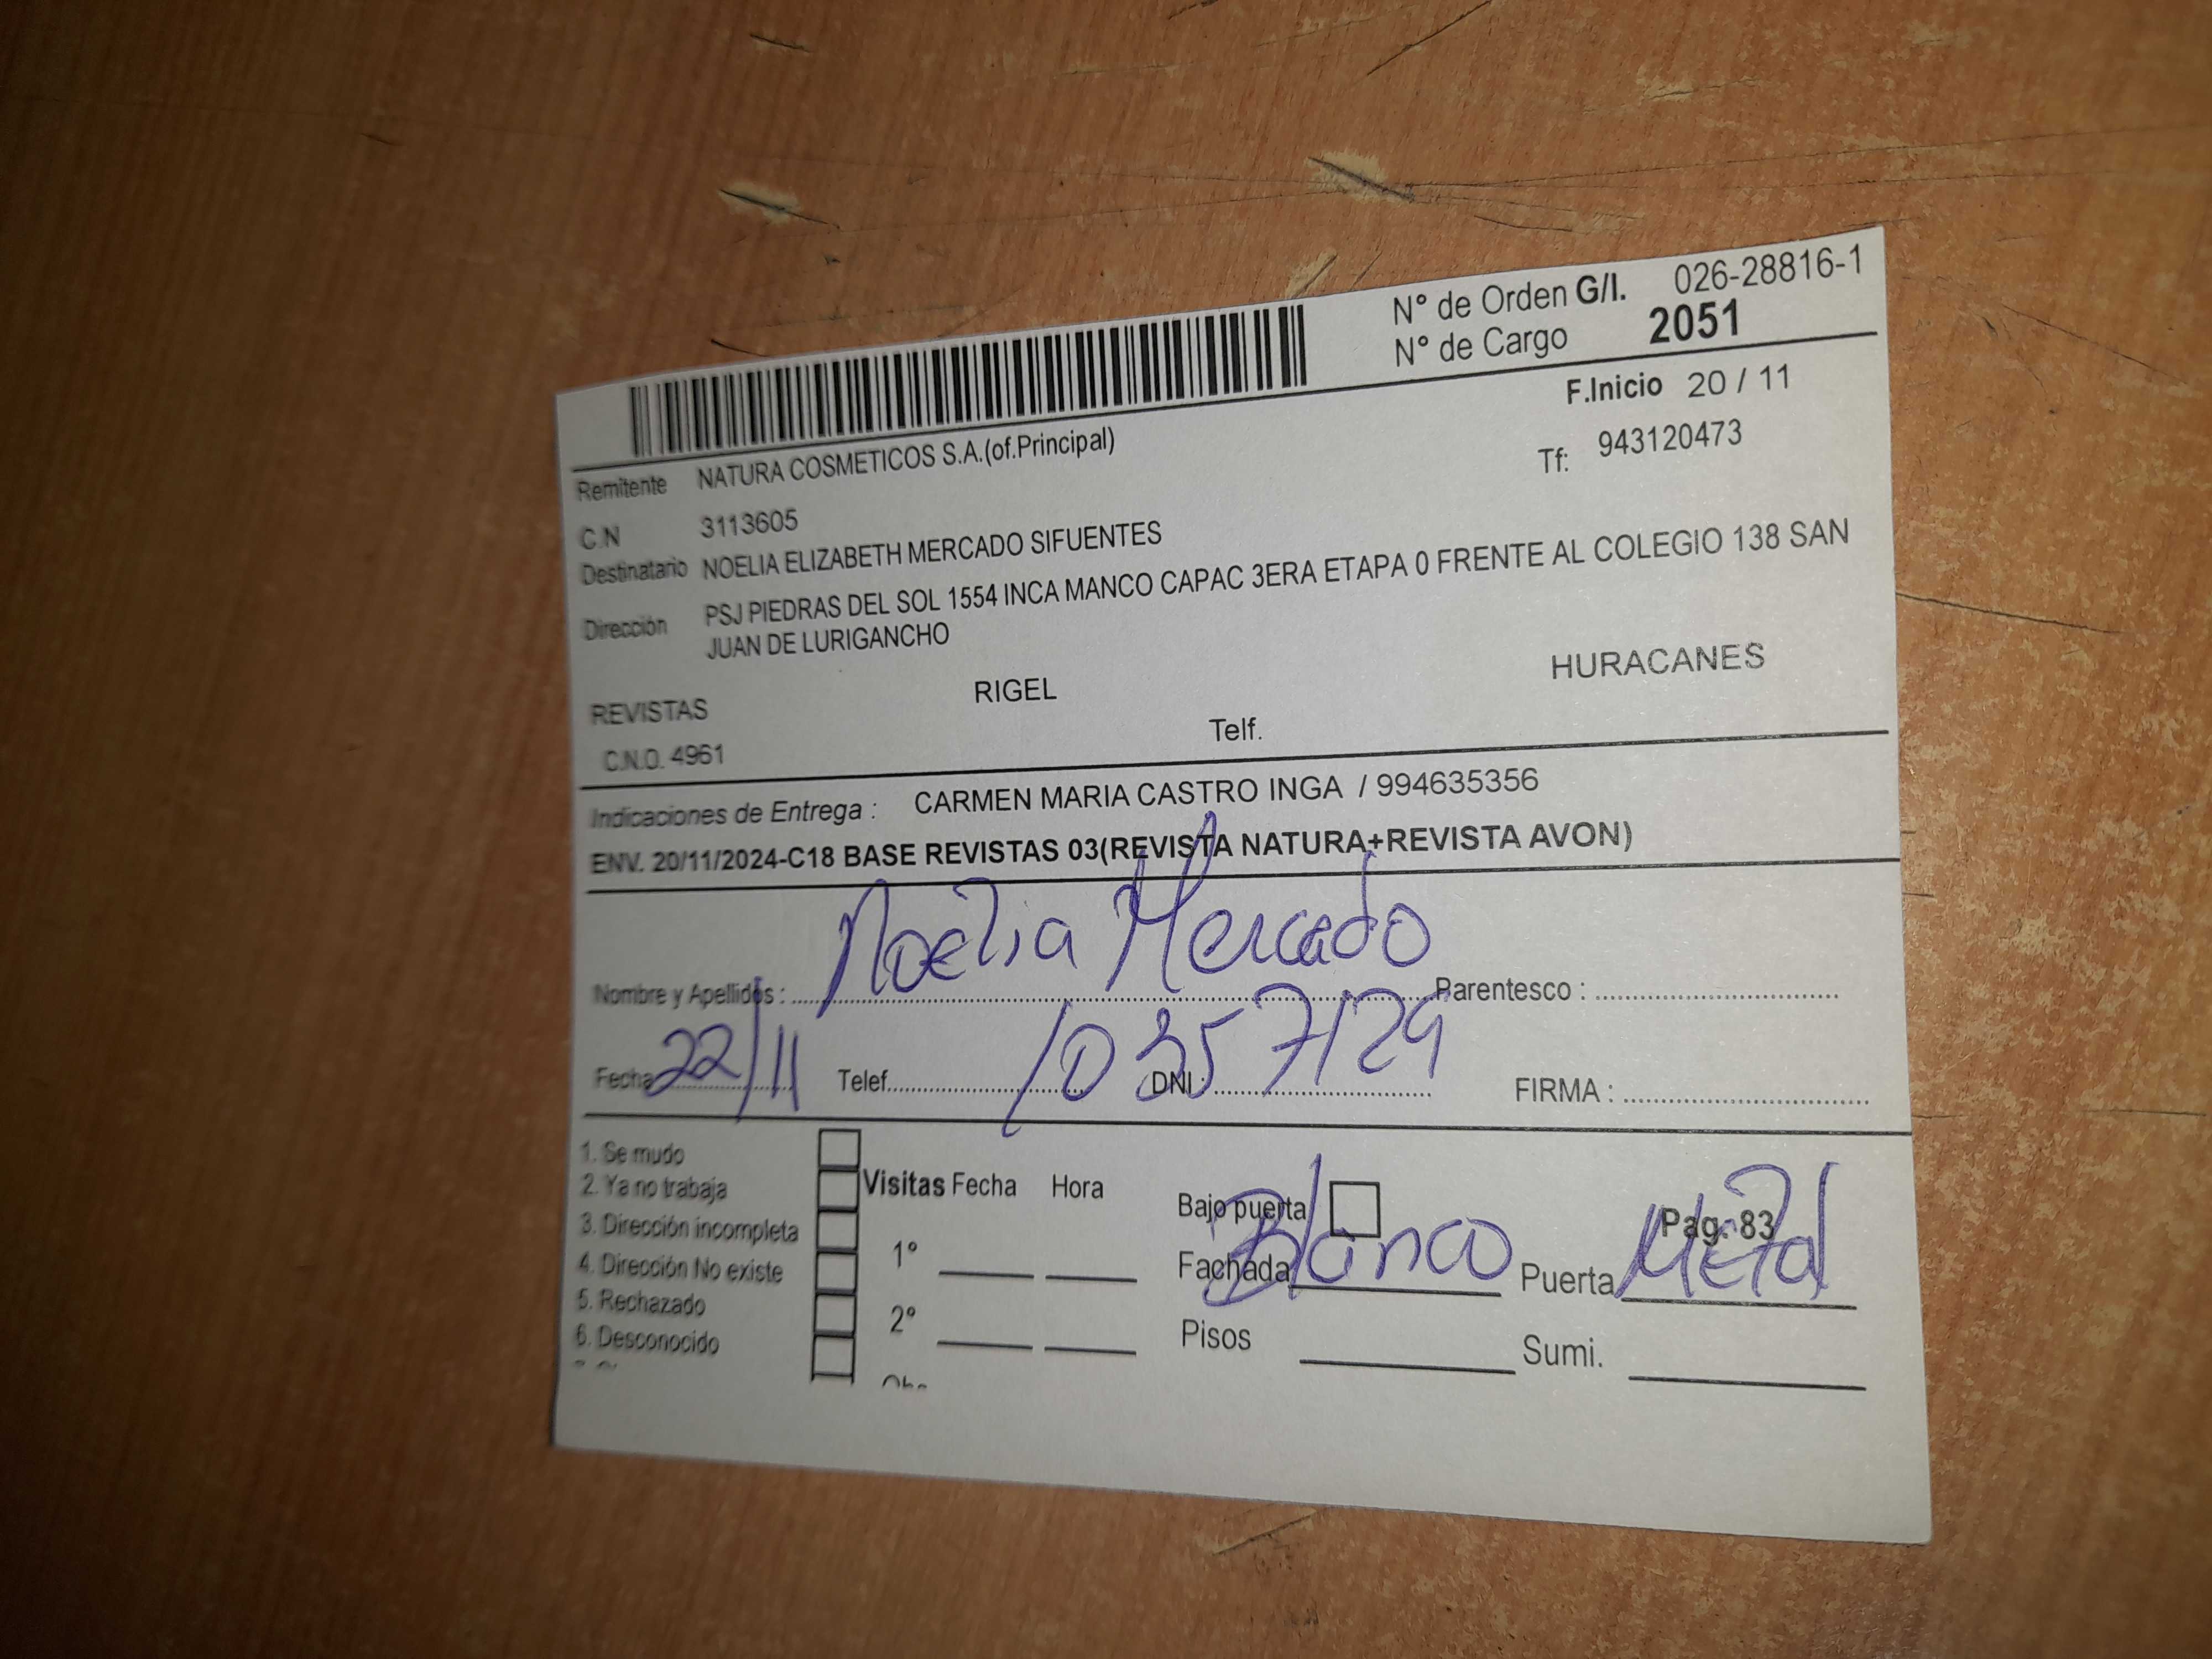 N° de Orden G/I. 026-28816-1
N° de Cargo 2051
F.Inicio 20 / 11
Remitente NATURA COSMETICOS S.A.(of.Principal)
Tf: 943120473
C.N 3113605
Destinatario NOELIA ELIZABETH MERCADO SIFUENTES
Dirección PSJ PIEDRAS DEL SOL 1554 INCA MANCO CAPAC 3ERA ETAPA 0 FRENTE AL COLEGIO 138 SAN
JUAN DE LURIGANCHO
REVISTAS RIGEL HURACANES
C.N.O. 4961 Telf.
Indicaciones de Entrega : CARMEN MARIA CASTRO INGA / 994635356
ENV. 20/11/2024-C18 BASE REVISTAS 03(REVISTA NATURA+REVISTA AVON)
Nombre y Apellidos : Noelia Mercado Parentesco :
Fecha 22/11 Telef. DNI : 10357129 FIRMA :
1. Se mudo
2. Ya no trabaja
3. Dirección incompleta
4. Dirección No existe
5. Rechazado
6. Desconocido
Visitas Fecha Hora
1°
2°
Bajo puerta Pag. 83
Fachada Blanco Puerta Metal
Pisos Sumi.